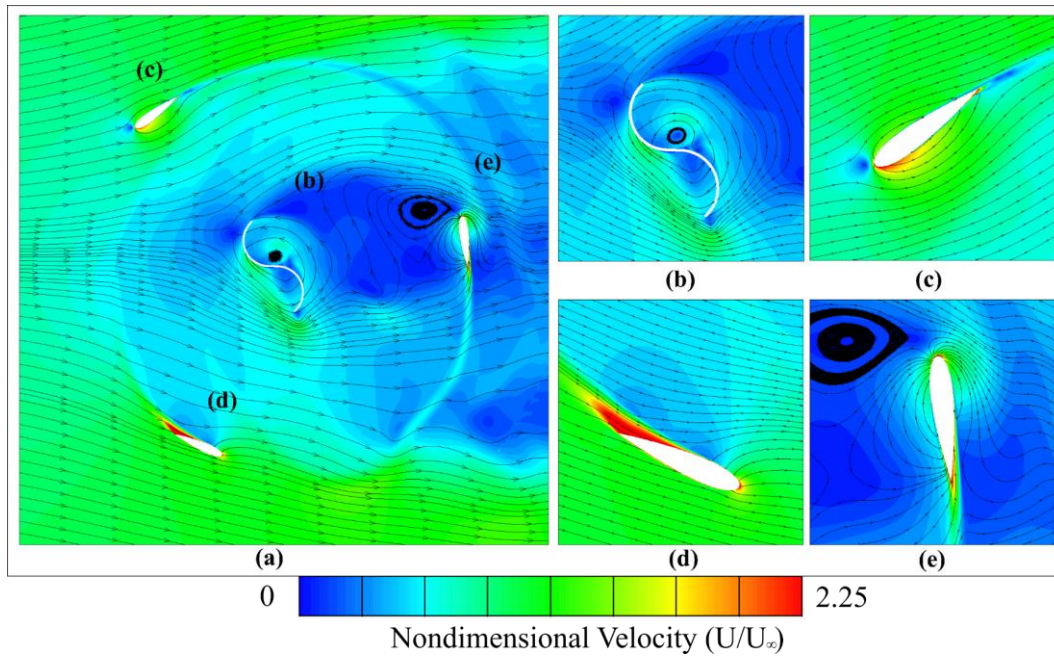 (c)
(e)
(b)
(d)
(a)
(b)
(c)
(d)
(e)
0
2.25
Nondimensional Velocity (U/U∞)